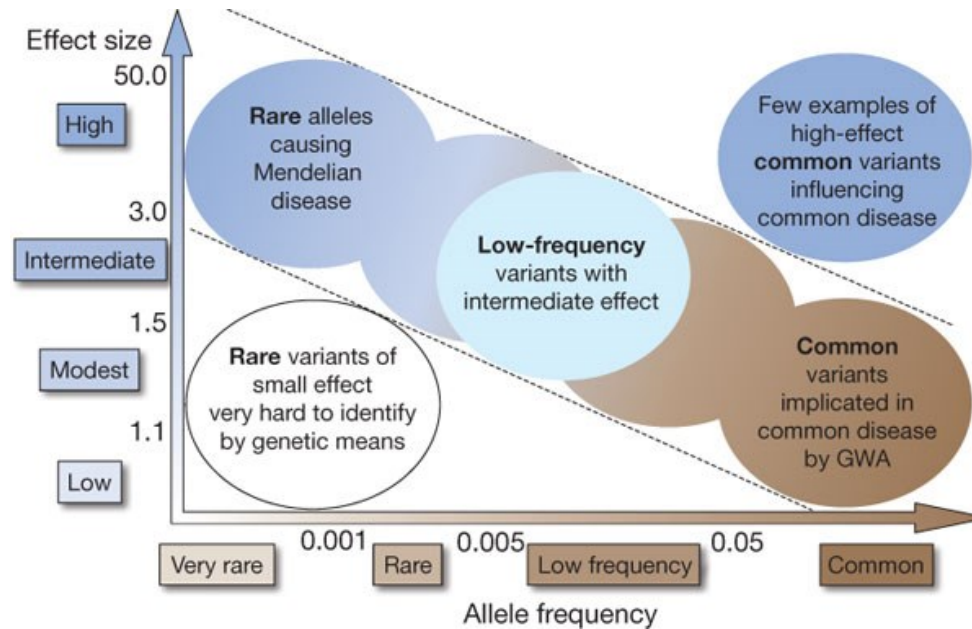 Effect size
50.0
High
3.0
Intermediate
1.5
Modest
1.1
Low
Rare alleles
causing
Mendelian
disease
Few examples of
high-effect
common variants
influencing
common disease
Low-frequency
variants with
intermediate effect
Rare variants of
small effect
very hard to identify
by genetic means
Common
variants
implicated in
common disease
by GWA
0.001
0.005
0.05
Very rare
Rare
Low frequency
Common
Allele frequency